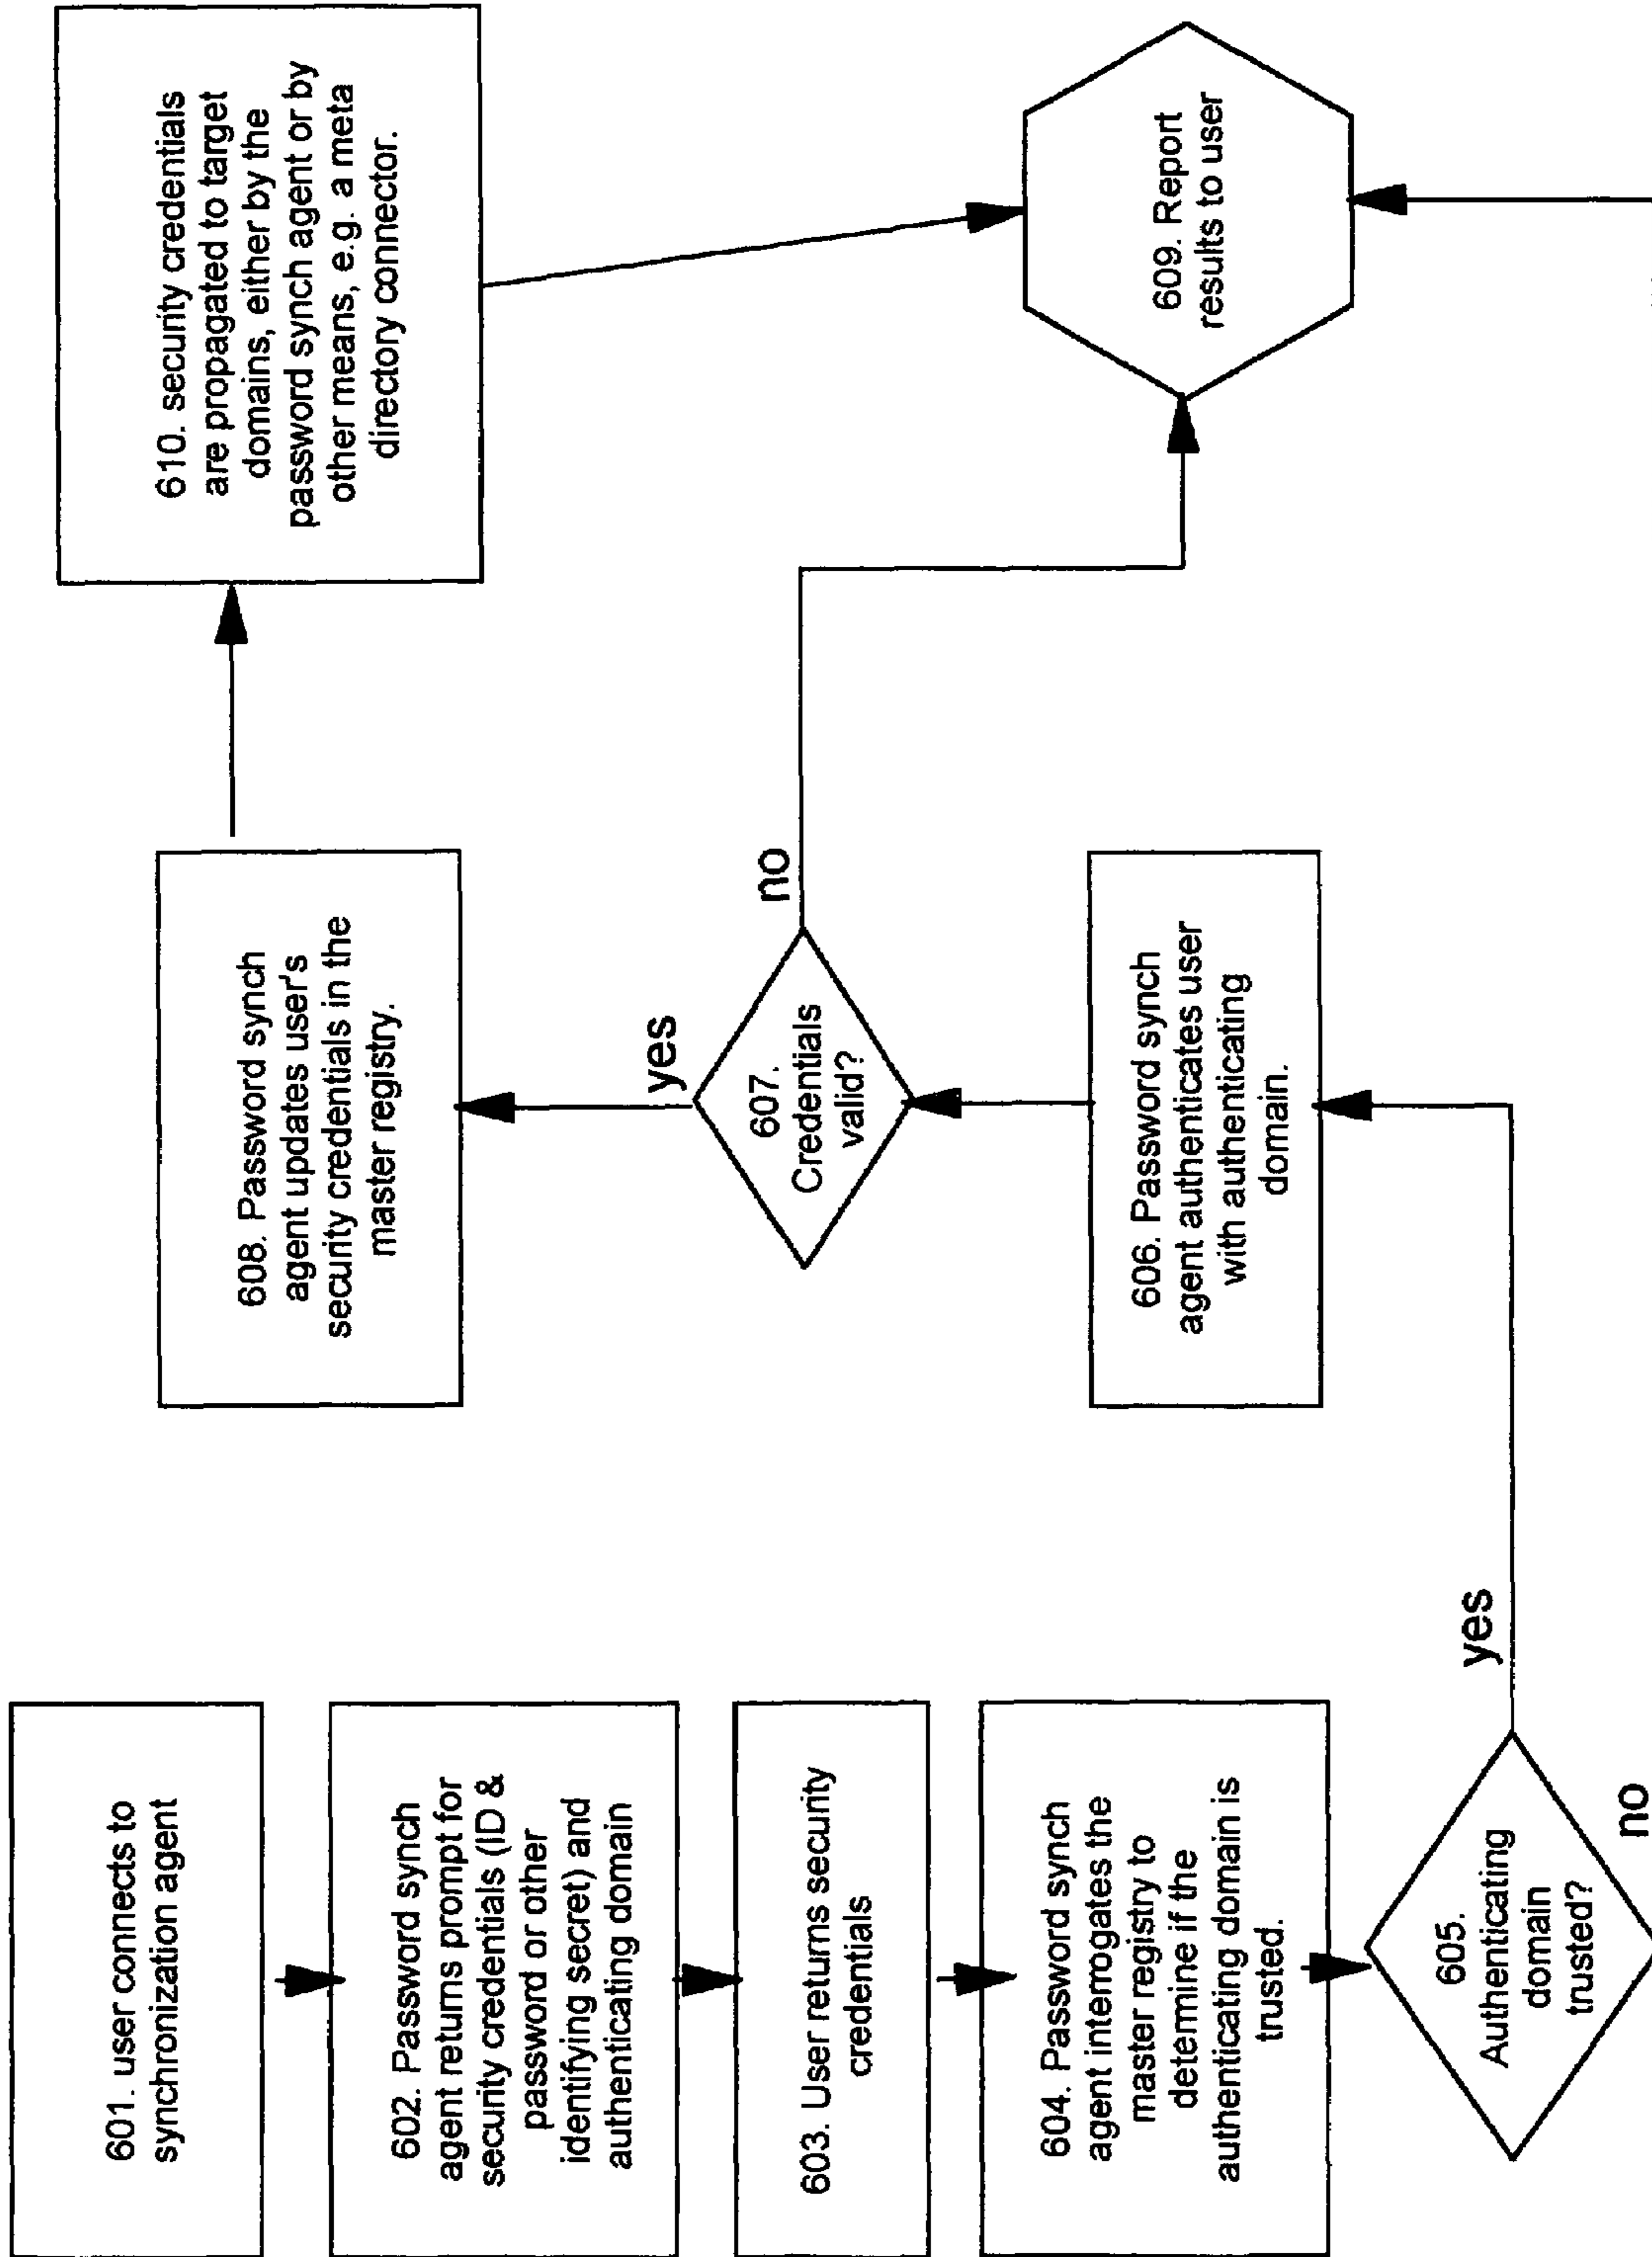 601. user connects to
synchronization agent
602. Password synch
agent returns prompt for
security credentials (ID &
password or other
identifying secret) and
authenticating domain
603. User returns security
credentials
604. Password synch
agent interrogates the
master registry to
determine if the
authenticating domain is
trusted.
605.
Authenticating
domain
trusted?
yes
no
606. Password synch
agent authenticates user
with authenticating
domain.
607.
Credentials
valid?
yes
no
608. Password synch
agent updates user's
security credentials in the
master registry.
610. security credentials
are propagated to target
domains, either by the
password synch agent or by
other means, e.g. a meta
directory connector.
609. Report
results to user